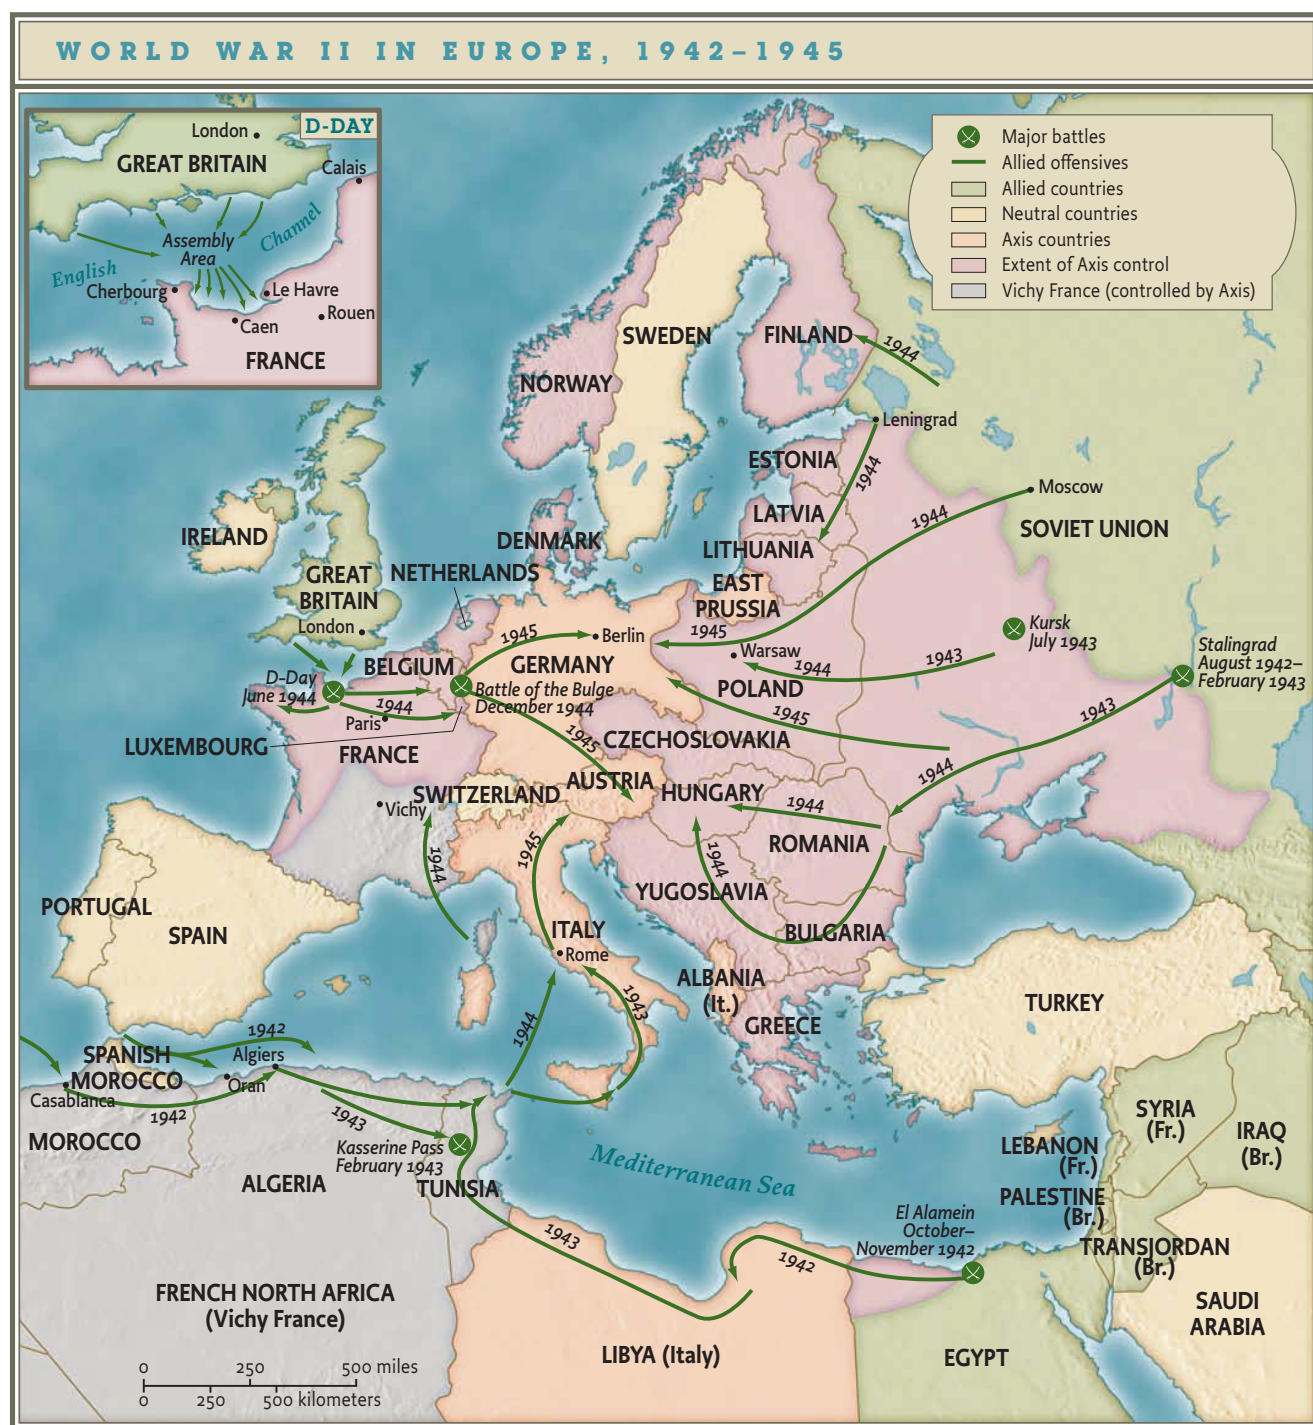 WORLD WAR II IN EUROPE, 1942–1945
D-DAY
London
GREAT BRITAIN
Calais
English
Channel
Assembly
Area
Cherbourg
Le Havre
Rouen
Caen
FRANCE
Major battles
Allied offensives
Allied countries
Neutral countries
Axis countries
Extent of Axis control
Vichy France (controlled by Axis)
SWEDEN
FINLAND
1944
NORWAY
Leningrad
ESTONIA
1944
Moscow
LATVIA
1944
SOVIET UNION
IRELAND
DENMARK
LITHUANIA
GREAT
BRITAIN
NETHERLANDS
EAST
PRUSSIA
London
1945
Berlin
1945
Kursk
July 1943
Warsaw
Stalingrad
August 1942–
February 1943
BELGIUM
GERMANY
1944
1943
D-Day
June 1944
Battle of the Bulge
December 1944
POLAND
1944
Paris
1945
1943
LUXEMBOURG
FRANCE
1945
CZECHOSLOVAKIA
1944
AUSTRIA
SWITZERLAND
HUNGARY
Vichy
1944
ROMANIA
1945
1944
1944
YUGOSLAVIA
PORTUGAL
SPAIN
ITALY
BULGARIA
Rome
ALBANIA
(It.)
1943
TURKEY
GREECE
1942
1944
SPANISH
MOROCCO
Algiers
Oran
Casablanca
1942
1943
MOROCCO
Kasserine Pass
February 1943
ALGERIA
TUNISIA
Mediterranean Sea
SYRIA
(Fr.)
IRAQ
(Br.)
LEBANON
(Fr.)
PALESTINE
(Br.)
El Alamein
October–
November 1942
TRANSJORDAN
(Br.)
1943
1942
FRENCH NORTH AFRICA
(Vichy France)
SAUDI
ARABIA
LIBYA (Italy)
EGYPT
0 250 500 miles
0 250 500 kilometers